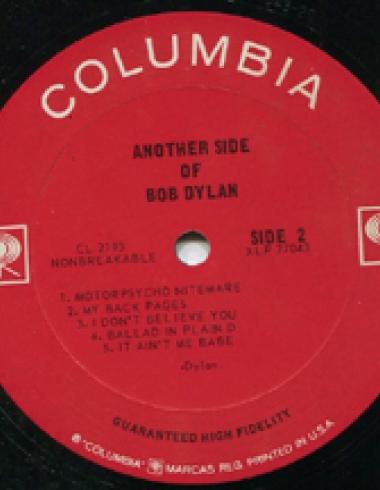 COLUMBIA
ANOTHER SIDE
OF
BOB DYLAN
CL 2193
NONBREAKABLE
SIDE 2
XLP 77043
1. MOTORPSYCHO NITEMARE
2. MY BACK PAGES
3. I DON'T BELIEVE YOU
4. BALLAD IN PLAIN D
5. IT AIN'T ME BABE
-Dylan-
GUARANTEED HIGH FIDELITY
® "COLUMBIA" MARCAS REG. PRINTED IN U.S.A.